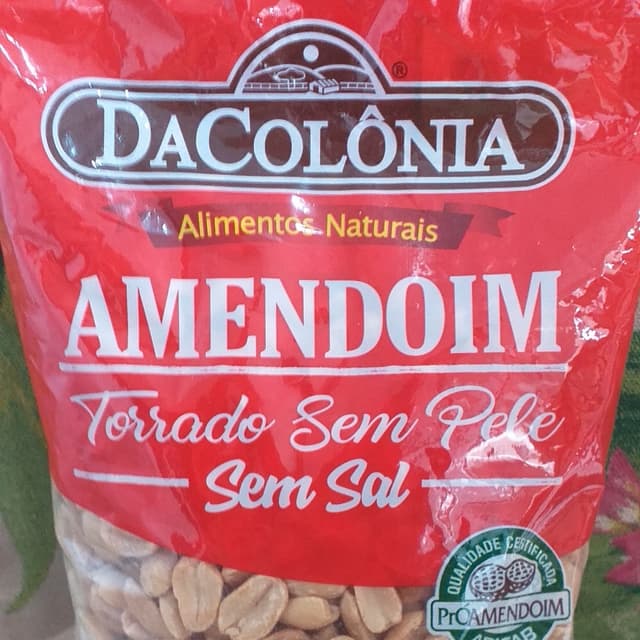 DACOLÔNIA
®
Alimentos Naturais
AMENDOIM
Torrado Sem Pele
Sem Sal
QUALIDADE CERTIFICADA
PRÓAMENDOIM